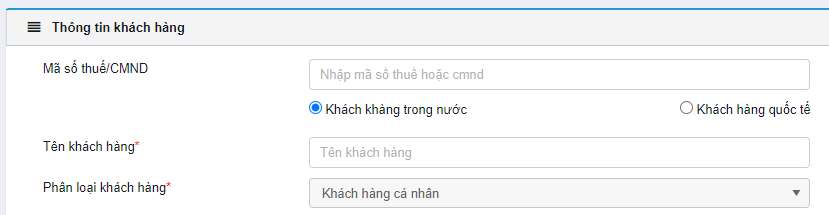 Thông tin khách hàng
Mã số thuế/CMND
Nhập mã số thuế hoặc cmnd
Khách khàng trong nước
Khách hàng quốc tế
Tên khách hàng*
Tên khách hàng
Phân loại khách hàng*
Khách hàng cá nhân